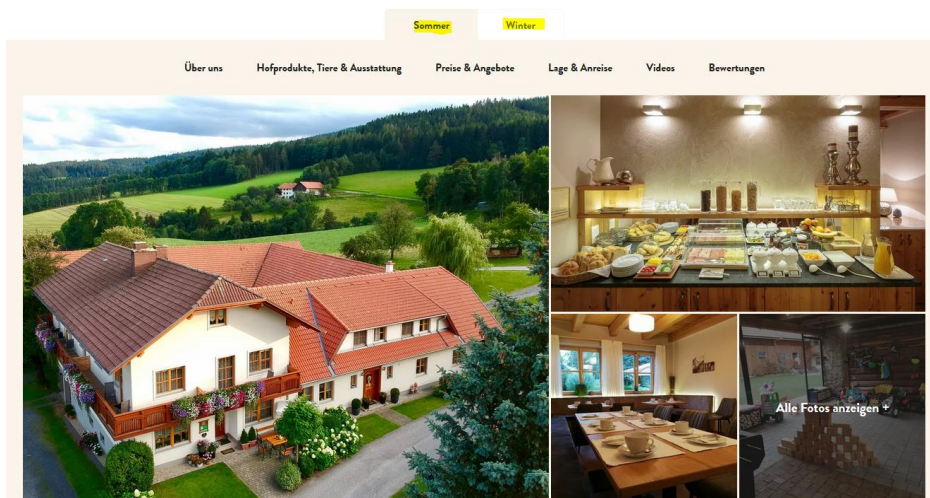 Sommer Winter
Über uns Hofprodukte, Tiere & Ausstattung Preise & Angebote Lage & Anreise Videos Bewertungen
Alle Fotos anzeigen +